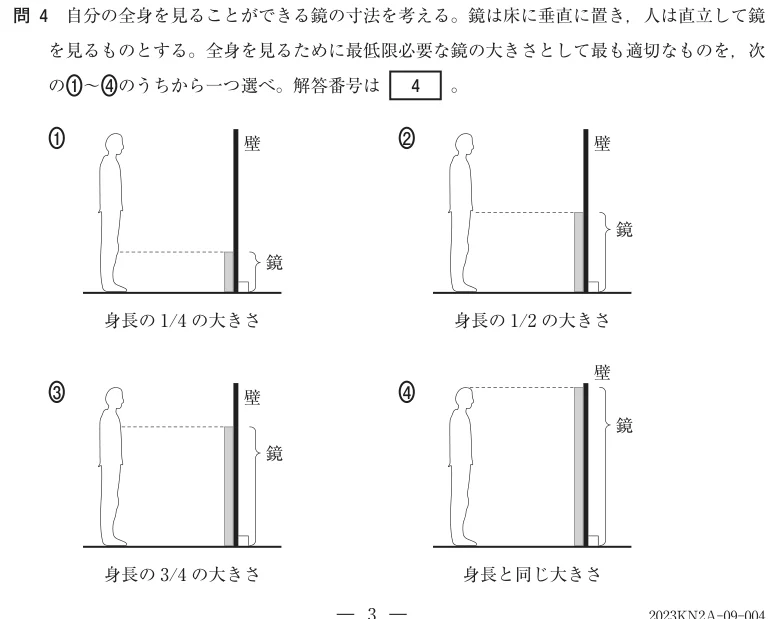 問 4 自分の全身を見ることができる鏡の寸法を考える。鏡は床に垂直に置き，人は直立して鏡
を見るものとする。全身を見るために最低限必要な鏡の大きさとして最も適切なものを，次
の①～④のうちから一つ選べ。解答番号は 4 。
① 壁
鏡
身長の 1/4 の大きさ
② 壁
鏡
身長の 1/2 の大きさ
③ 壁
鏡
身長の 3/4 の大きさ
④ 壁
鏡
身長と同じ大きさ
― 3 ―
2023KN2A-09-004